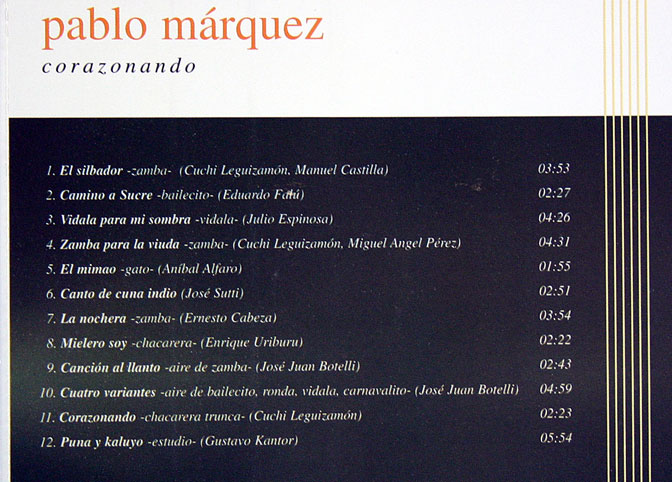 pablo márquez
corazonando
1. El silbador -zamba- (Cuchi Leguizamón, Manuel Castilla) 03:53
2. Camino a Sucre -bailecito- (Eduardo Falú) 02:27
3. Vidala para mi sombra -vidala- (Julio Espinosa) 04:26
4. Zamba para la viuda -zamba- (Cuchi Leguizamón, Miguel Angel Pérez) 04:31
5. El mimao -gato- (Aníbal Alfaro) 01:55
6. Canto de cuna indio (José Sutti) 02:51
7. La nochera -zamba- (Ernesto Cabeza) 03:54
8. Mielero soy -chacarera- (Enrique Uriburu) 02:22
9. Canción al llanto -aire de zamba- (José Juan Botelli) 02:43
10. Cuatro variantes -aire de bailecito, ronda, vidala, carnavalito- (José Juan Botelli) 04:59
11. Corazonando -chacarera trunca- (Cuchi Leguizamón) 02:23
12. Puna y kaluyo -estudio- (Gustavo Kantor) 05:54